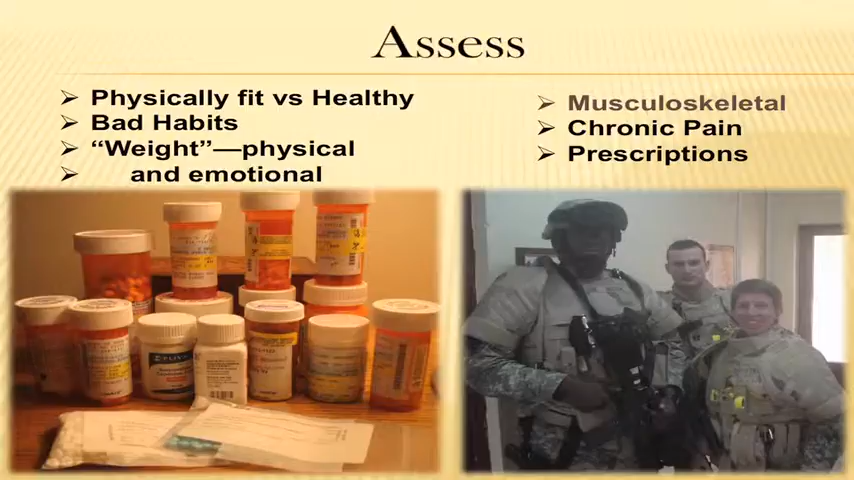 Assess
➢ Physically fit vs Healthy
➢ Bad Habits
➢ “Weight”—physical
➢ and emotional
➢ Musculoskeletal
➢ Chronic Pain
➢ Prescriptions